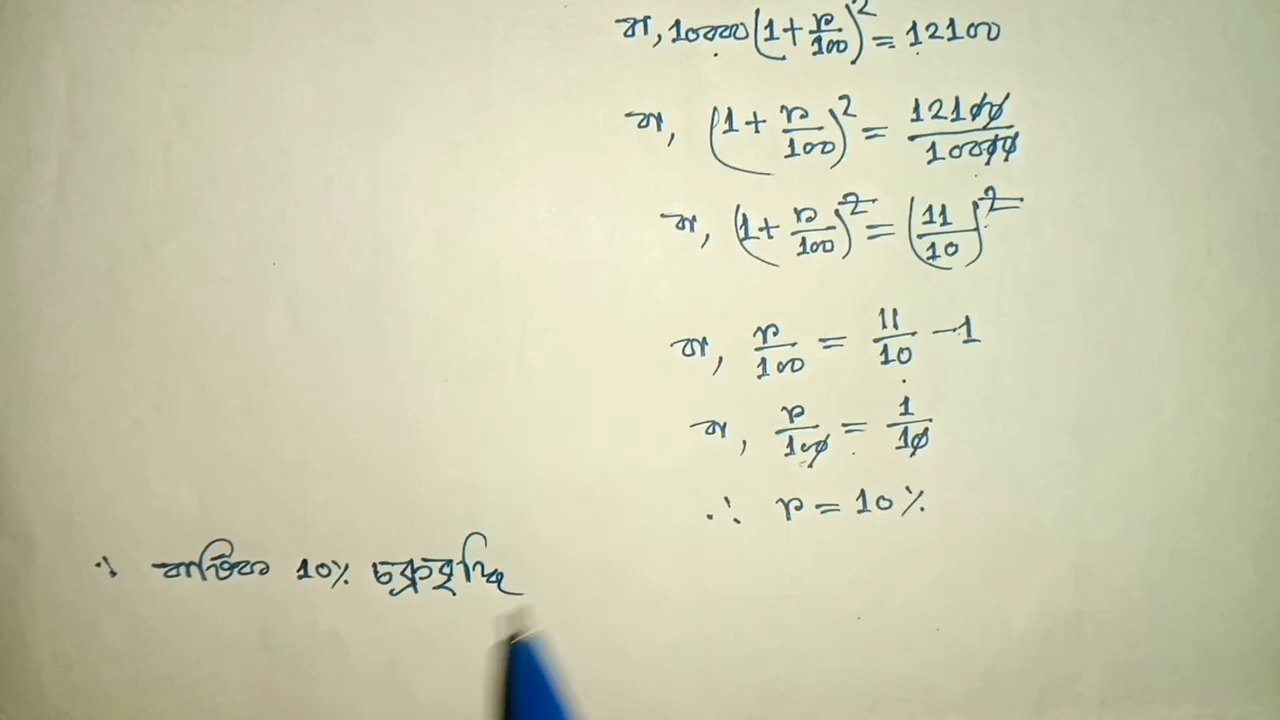 বা, 10000(1+r/100)² = 12100
বা, (1+r/100)² = 12100/10000
বা, (1+r/100)² = (11/10)²
বা, r/100 = 11/10 -1
বা, r/100 = 1/10
∴ r = 10%
∴ বার্ষিক 10% চক্রবৃদ্ধি